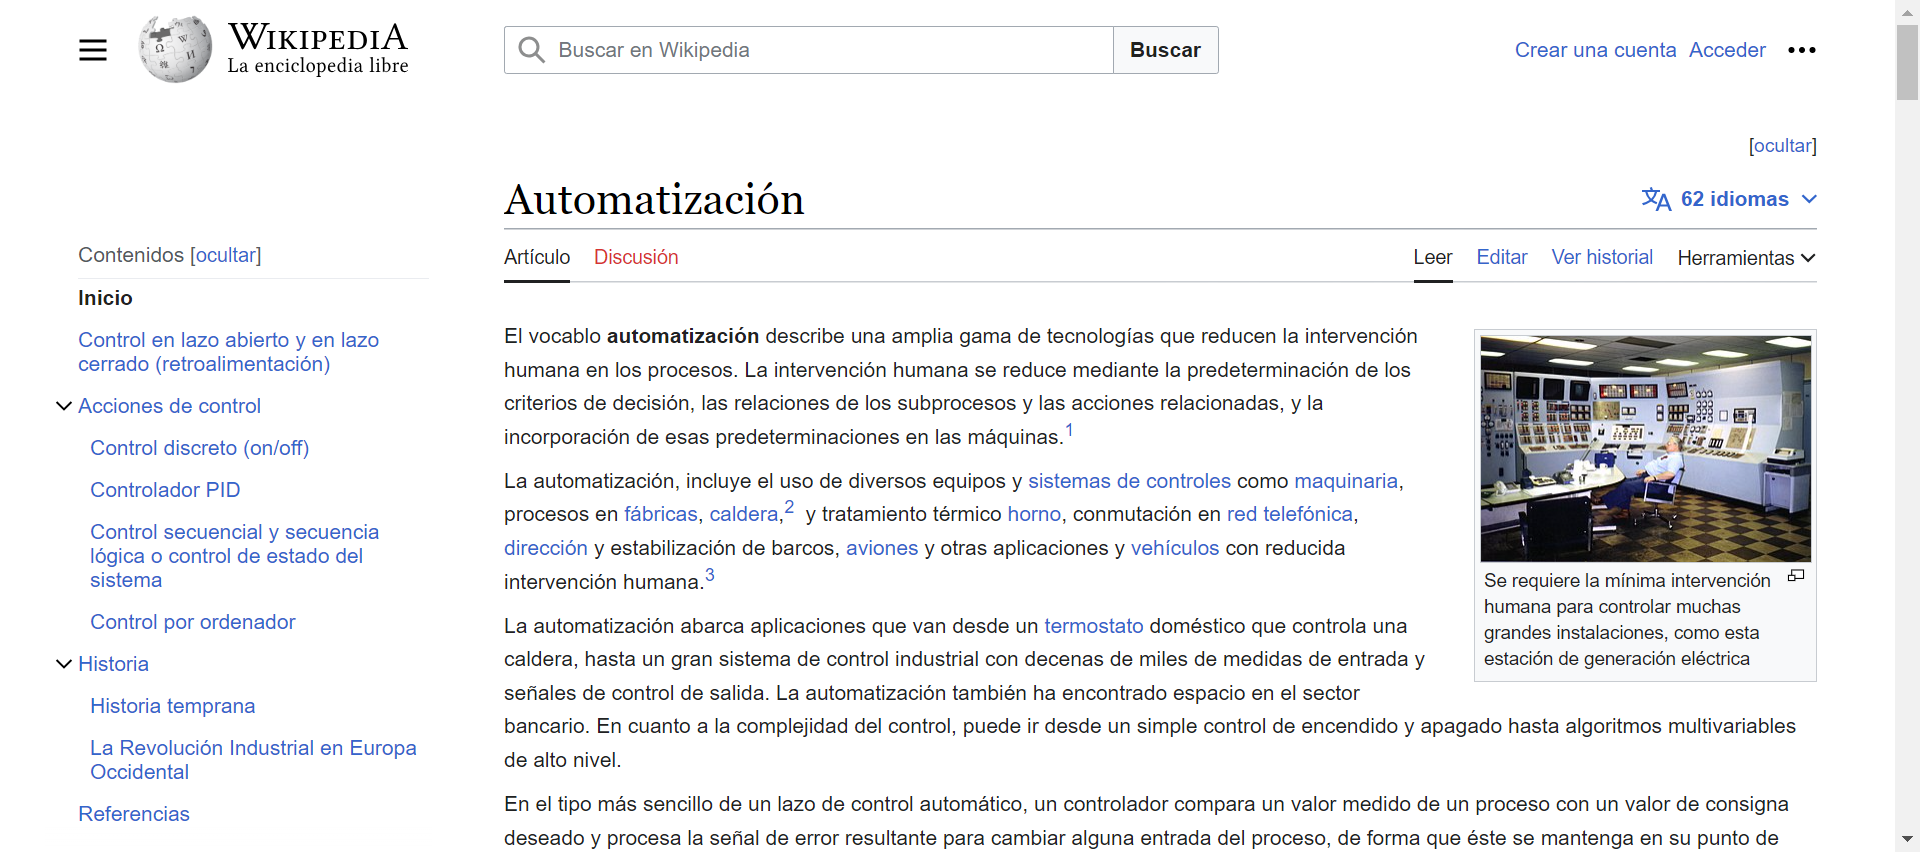 WIKIPEDIA
La enciclopedia libre
Buscar en Wikipedia
Buscar
Crear una cuenta Acceder
[ocultar]
Automatización
62 idiomas
Artículo Discusión
Leer Editar Ver historial Herramientas
Contenidos [ocultar]
Inicio
Control en lazo abierto y en lazo
cerrado (retroalimentación)
Acciones de control
Control discreto (on/off)
Controlador PID
Control secuencial y secuencia
lógica o control de estado del
sistema
Control por ordenador
Historia
Historia temprana
La Revolución Industrial en Europa
Occidental
Referencias
El vocablo automatización describe una amplia gama de tecnologías que reducen la intervención
humana en los procesos. La intervención humana se reduce mediante la predeterminación de los
criterios de decisión, las relaciones de los subprocesos y las acciones relacionadas, y la
incorporación de esas predeterminaciones en las máquinas.1
La automatización, incluye el uso de diversos equipos y sistemas de controles como maquinaria,
procesos en fábricas, caldera,2 y tratamiento térmico horno, conmutación en red telefónica,
dirección y estabilización de barcos, aviones y otras aplicaciones y vehículos con reducida
intervención humana.3
La automatización abarca aplicaciones que van desde un termostato doméstico que controla una
caldera, hasta un gran sistema de control industrial con decenas de miles de medidas de entrada y
señales de control de salida. La automatización también ha encontrado espacio en el sector
bancario. En cuanto a la complejidad del control, puede ir desde un simple control de encendido y apagado hasta algoritmos multivariables
de alto nivel.
En el tipo más sencillo de un lazo de control automático, un controlador compara un valor medido de un proceso con un valor de consigna
deseado y procesa la señal de error resultante para cambiar alguna entrada del proceso, de forma que éste se mantenga en su punto de
Se requiere la mínima intervención
humana para controlar muchas
grandes instalaciones, como esta
estación de generación eléctrica